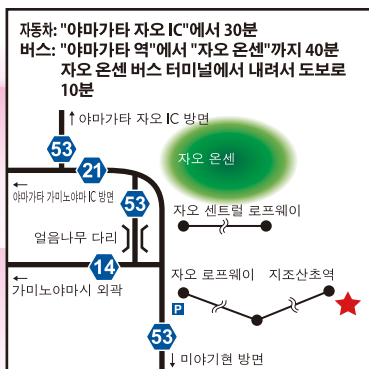 자동차: "야마가타 자오 IC"에서 30분
버스: "야마가타 역"에서 "자오 온센"까지 40분
자오 온센 버스 터미널에서 내려서 도보로
10분
↑ 야마가타 자오 IC 방면
53
21
자오 온센
←
야마가타 가미노야마 IC 방면
53
자오 센트럴 로프웨이
얼음나무 다리
14
자오 로프웨이
지조산초역
←
가미노야마시 외곽
P
53
↓ 미야기현 방면